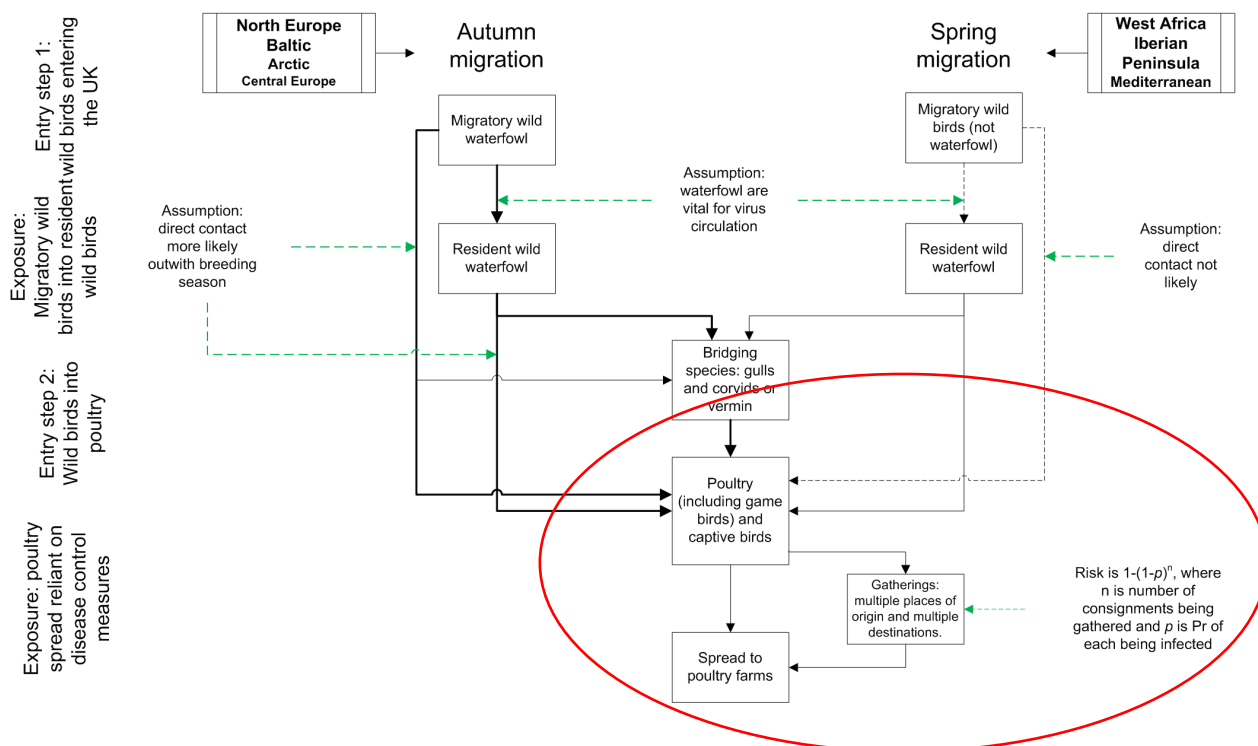 North Europe
Baltic
Arctic
Central Europe
Autumn
migration
Spring
migration
West Africa
Iberian
Peninsula
Mediterranean
Entry step 1:
wild birds entering
the UK
Migratory wild
waterfowl
Migratory wild
birds (not
waterfowl)
Assumption:
direct contact
more likely
outwith breeding
season
Assumption:
waterfowl are
vital for virus
circulation
Assumption:
direct
contact not
likely
Exposure:
Migratory wild
birds into resident
wild birds
Resident wild
waterfowl
Resident wild
waterfowl
Bridging
species: gulls
and corvids or
vermin
Entry step 2:
Wild birds into
poultry
Poultry
(including game
birds) and
captive birds
Exposure: poultry
spread reliant on
disease control
measures
Gatherings:
multiple places of
origin and multiple
destinations.
Risk is 1-(1-p)ⁿ, where
n is number of
consignments being
gathered and p is Pr of
each being infected
Spread to
poultry farms